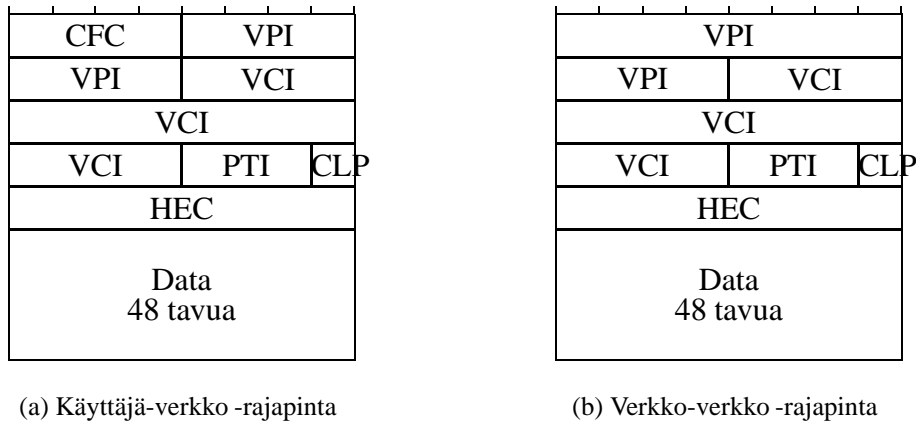 CFC VPI
VPI VCI
VCI
VCI PTI CLP
HEC
Data
48 tavua
(a) Käyttäjä-verkko -rajapinta
VPI
VPI VCI
VCI
VCI PTI CLP
HEC
Data
48 tavua
(b) Verkko-verkko -rajapinta